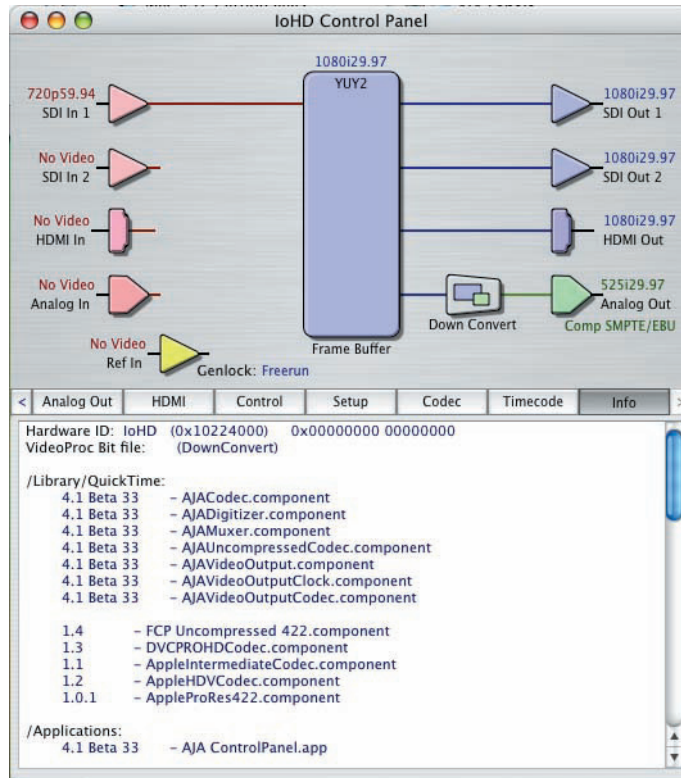 IoHD Control Panel
1080i29.97
YUY2
720p59.94
SDI In 1
1080i29.97
SDI Out 1
No Video
SDI In 2
1080i29.97
SDI Out 2
No Video
HDMI In
1080i29.97
HDMI Out
No Video
Analog In
Down Convert
525i29.97
Analog Out
Comp SMPTE/EBU
No Video
Ref In
Genlock: Freerun
Frame Buffer
< Analog Out HDMI Control Setup Codec Timecode Info >
Hardware ID: IoHD (0x10224000) 0x00000000 00000000
VideoProc Bit file: (DownConvert)
/Library/QuickTime:
4.1 Beta 33 – AJACodec.component
4.1 Beta 33 – AJADigitizer.component
4.1 Beta 33 – AJAMuxer.component
4.1 Beta 33 – AJAUncompressedCodec.component
4.1 Beta 33 – AJAVideoOutput.component
4.1 Beta 33 – AJAVideoOutputClock.component
4.1 Beta 33 – AJAVideoOutputCodec.component
1.4 – FCP Uncompressed 422.component
1.3 – DVCPROHDCodec.component
1.1 – AppleIntermediateCodec.component
1.2 – AppleHDVCodec.component
1.0.1 – AppleProRes422.component
/Applications:
4.1 Beta 33 – AJA ControlPanel.app